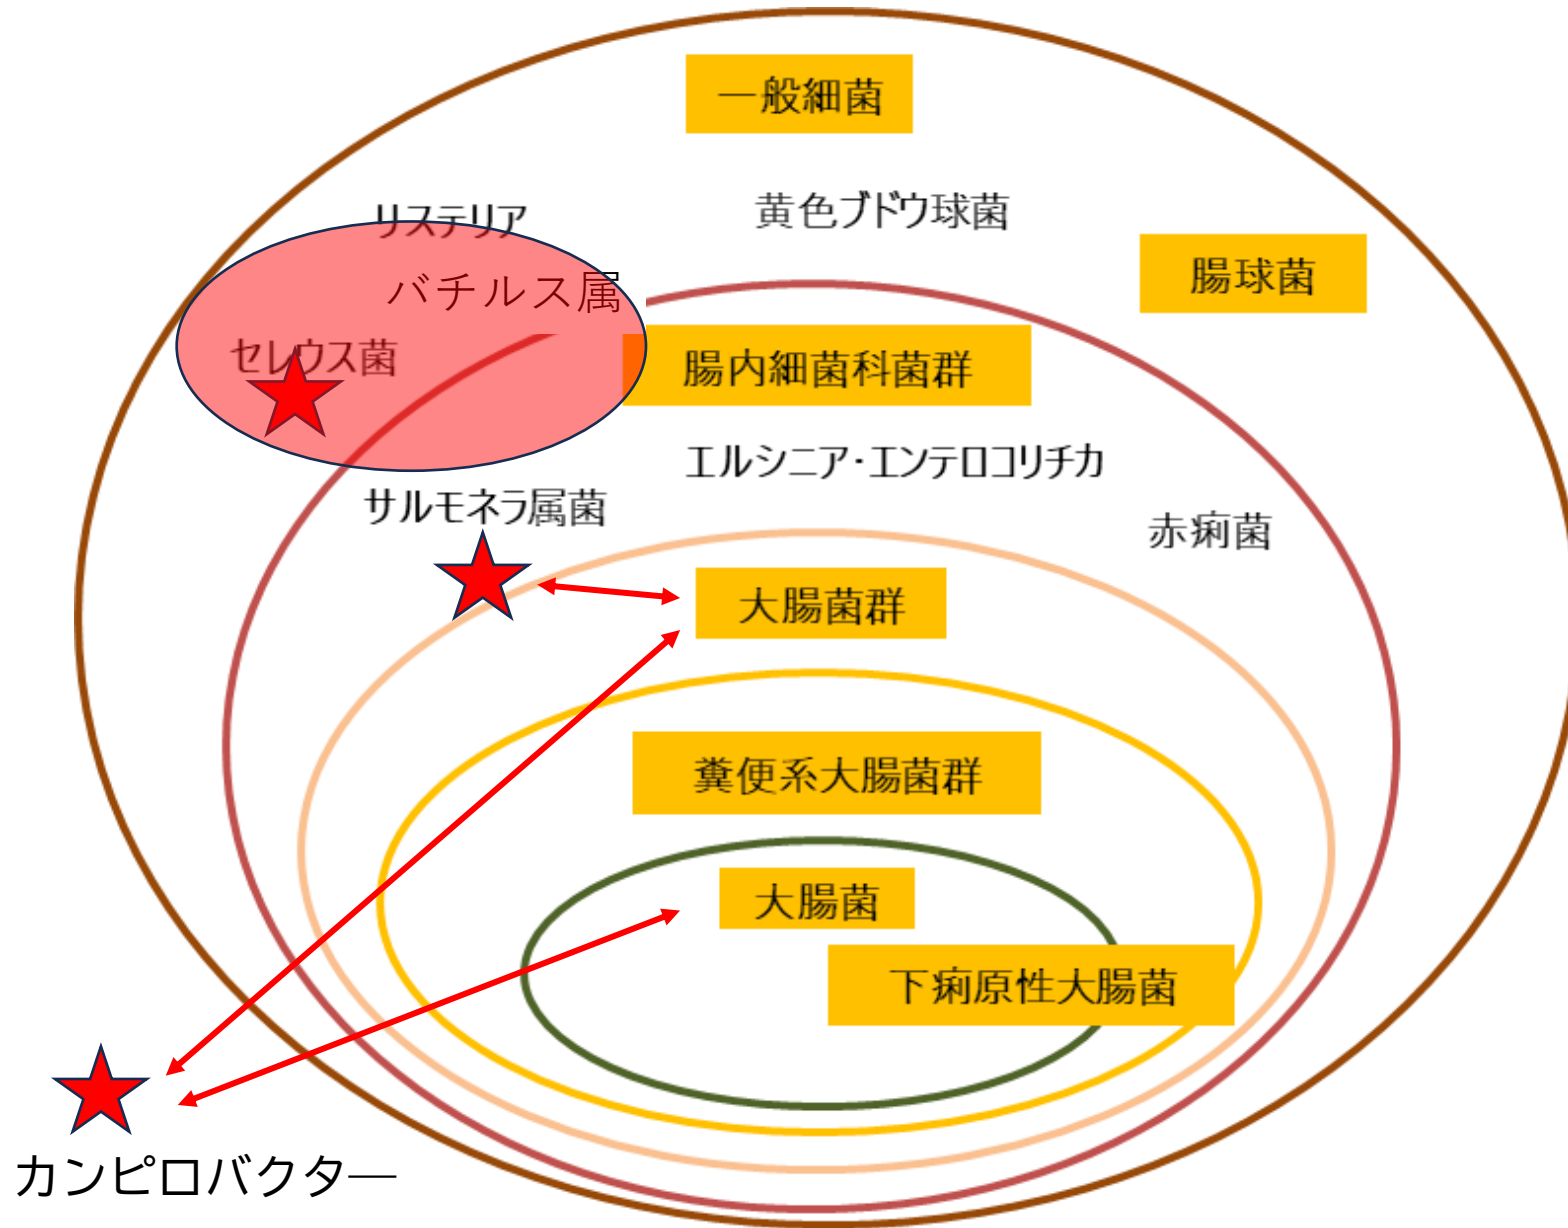 一般細菌
リステリア
黄色ブドウ球菌
腸球菌
バチルス属
セレウス菌
腸内細菌科菌群
エルシニア・エンテロコリチカ
サルモネラ属菌
赤痢菌
大腸菌群
糞便系大腸菌群
大腸菌
下痢原性大腸菌
カンピロバクター